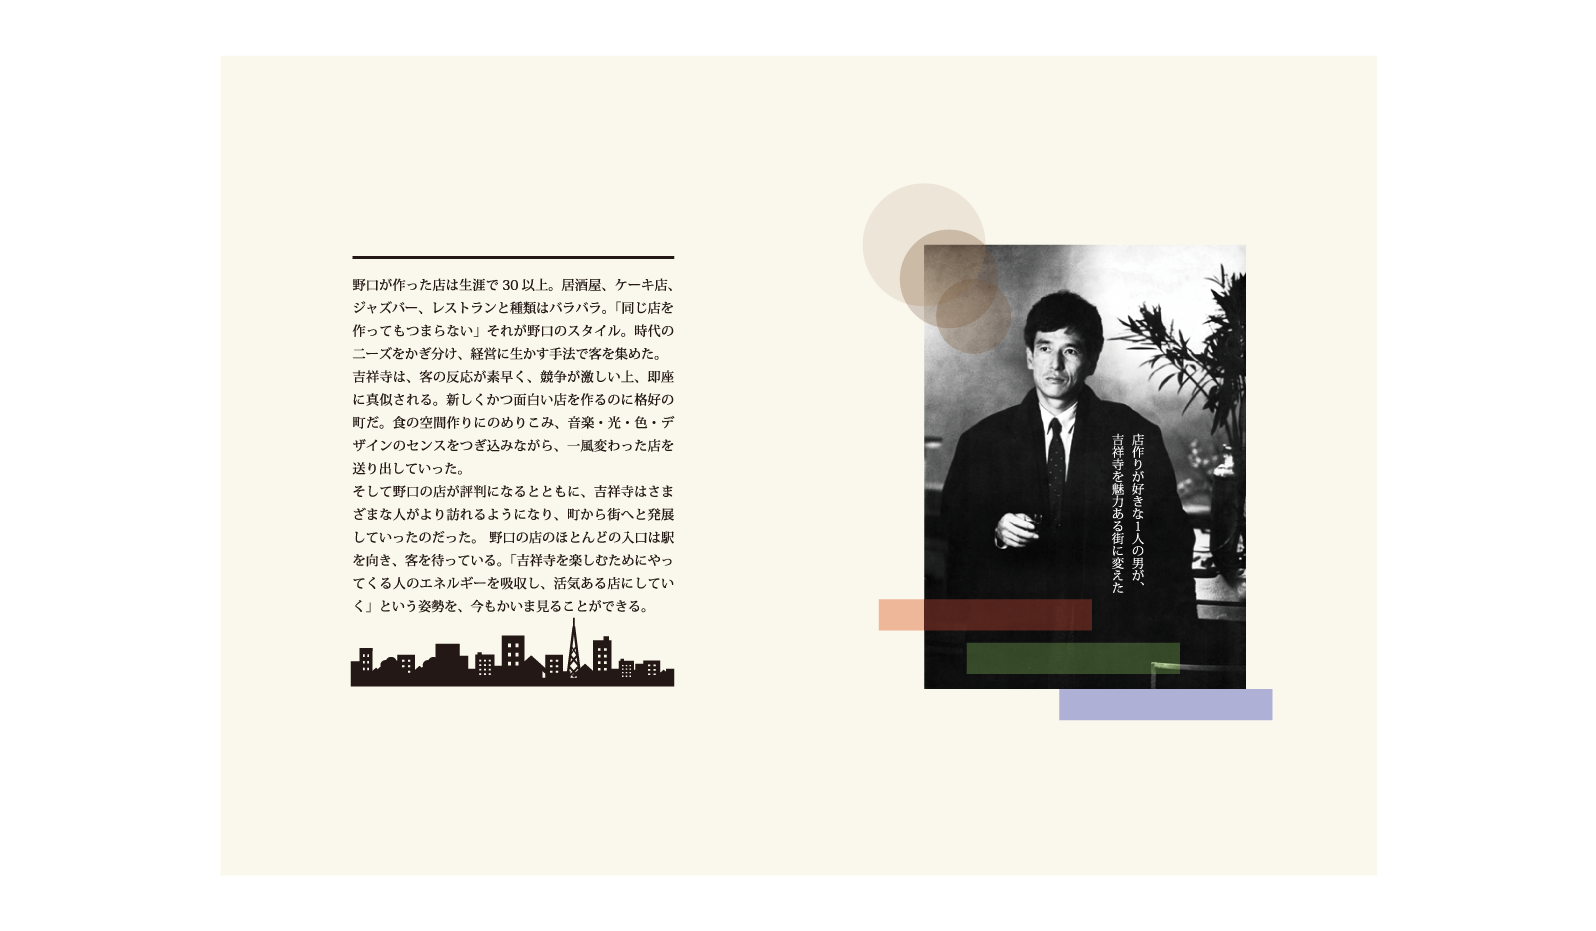 野口が作った店は生涯で 30 以上。居酒屋、ケーキ店、
ジャズバー、レストランと種類はバラバラ。「同じ店を
作ってもつまらない」それが野口のスタイル。時代の
ニーズをかぎ分け、経営に生かす手法で客を集めた。
吉祥寺は、客の反応が素早く、競争が激しい上、即座
に真似される。新しくかつ面白い店を作るのに格好の
町だ。食の空間作りにのめりこみ、音楽・光・色・デ
ザインのセンスをつぎ込みながら、一風変わった店を
送り出していった。
そして野口の店が評判になるとともに、吉祥寺はさま
ざまな人がより訪れるようになり、町から街へと発展
していったのだった。 野口の店のほとんどの入口は駅
を向き、客を待っている。「吉祥寺を楽しむためにやっ
てくる人のエネルギーを吸収し、活気ある店にしてい
く」という姿勢を、今もかいま見ることができる。
店作りが好きな1人の男が、
吉祥寺を魅力ある街に変えた